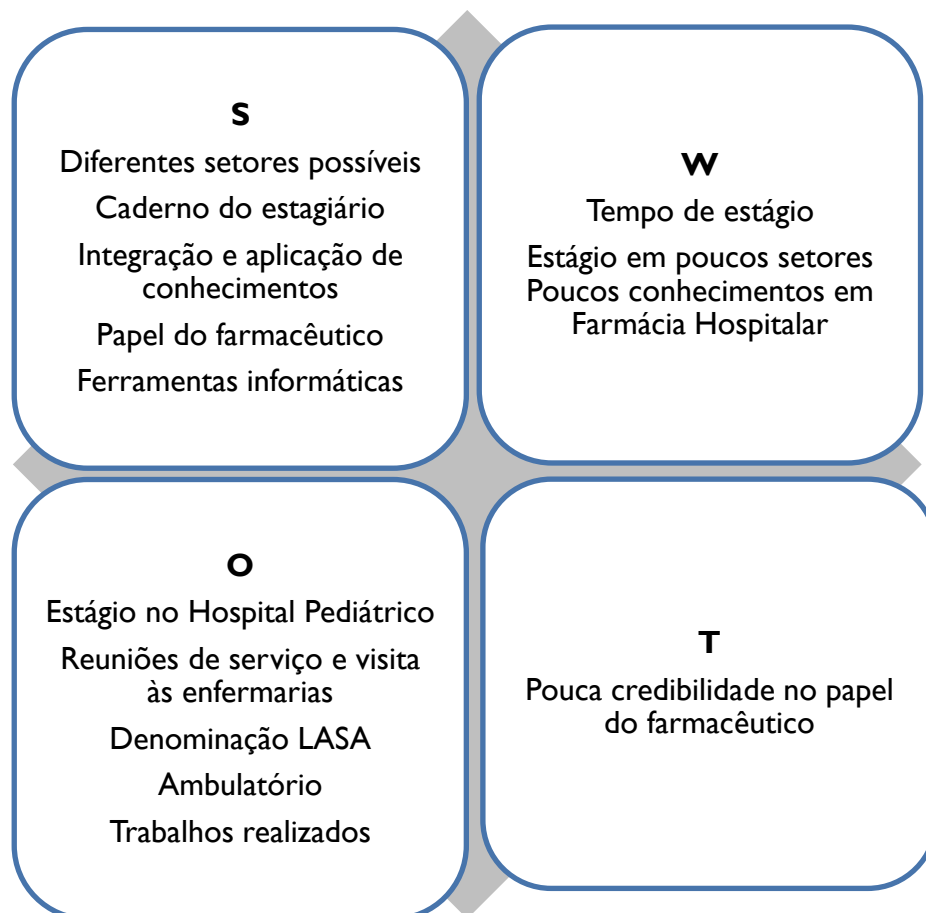 S
Diferentes setores possíveis
Caderno do estagiário
Integração e aplicação de
conhecimentos
Papel do farmacêutico
Ferramentas informáticas
W
Tempo de estágio
Estágio em poucos setores
Poucos conhecimentos em
Farmácia Hospitalar
O
Estágio no Hospital Pediátrico
Reuniões de serviço e visita
às enfermarias
Denominação LASA
Ambulatório
Trabalhos realizados
T
Pouca credibilidade no papel
do farmacêutico